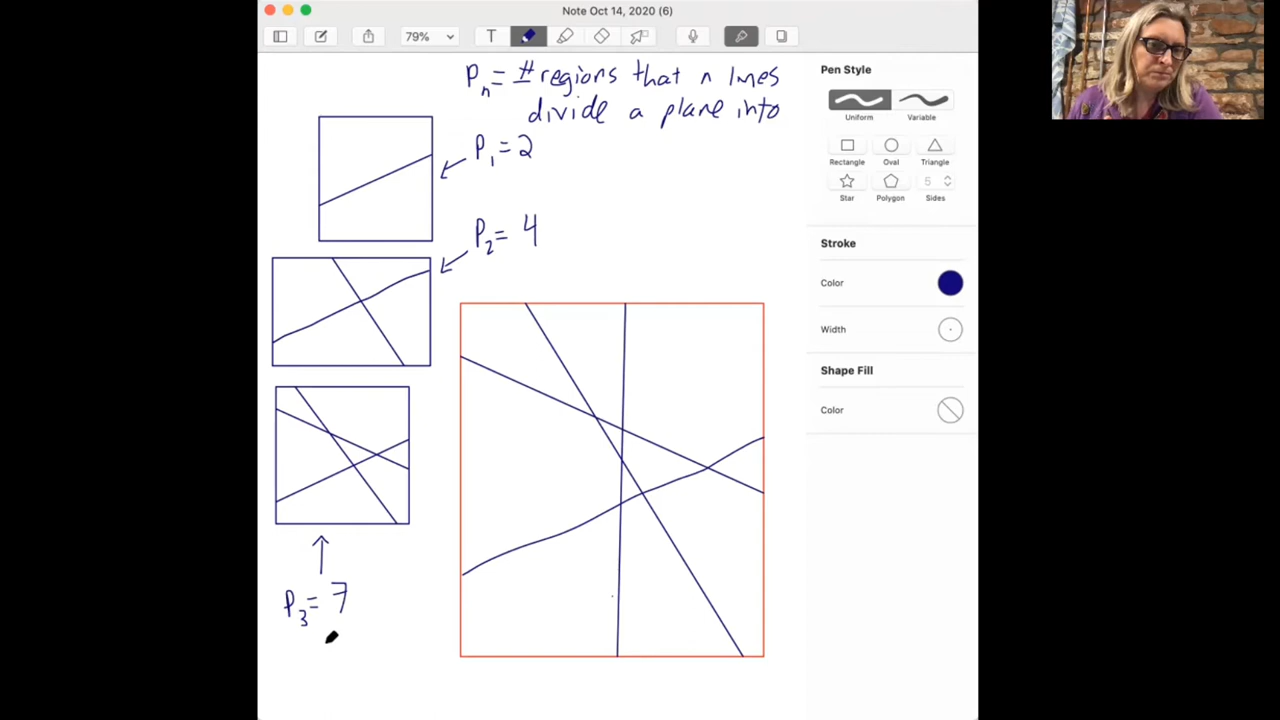 Note Oct 14, 2020 (6)
79%
T
Pₙ = # regions that n lines
divide a plane into
P₁ = 2
P₂ = 4
P₃ = 7
Pen Style
Uniform
Variable
Rectangle
Oval
Triangle
Star
Polygon
5
Sides
Stroke
Color
Width
Shape Fill
Color